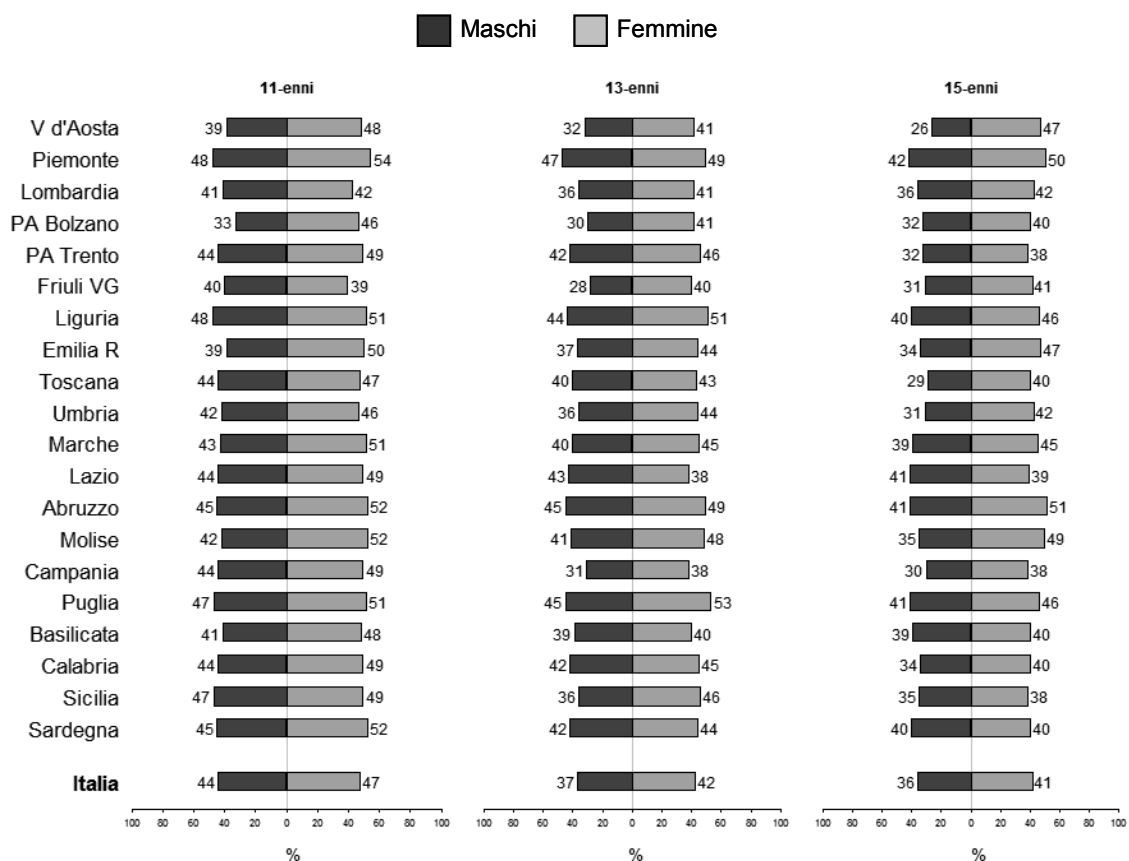 Maschi Femmine
11-enni 13-enni 15-enni
V d'Aosta 39 48 32 41 26 47
Piemonte 48 54 47 49 42 50
Lombardia 41 42 36 41 36 42
PA Bolzano 33 46 30 41 32 40
PA Trento 44 49 42 46 32 38
Friuli VG 40 39 28 40 31 41
Liguria 48 51 44 51 40 46
Emilia R 39 50 37 44 34 47
Toscana 44 47 40 43 29 40
Umbria 42 46 36 44 31 42
Marche 43 51 40 45 39 45
Lazio 44 49 43 38 41 39
Abruzzo 45 52 45 49 41 51
Molise 42 52 41 48 35 49
Campania 44 49 31 38 30 38
Puglia 47 51 45 53 41 46
Basilicata 41 48 39 40 39 40
Calabria 44 49 42 45 34 40
Sicilia 47 49 36 46 35 38
Sardegna 45 52 42 44 40 40
Italia 44 47 37 42 36 41
100 80 60 40 20 0 20 40 60 80 100 100 80 60 40 20 0 20 40 60 80 100 100 80 60 40 20 0 20 40 60 80 100
% % %